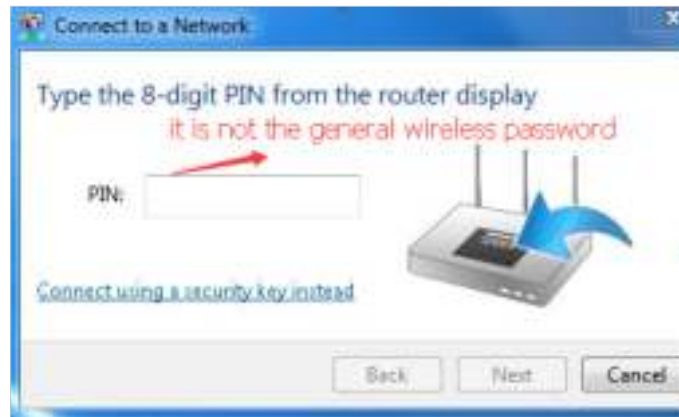 Connect to a Network
Type the 8-digit PIN from the router display
it is not the general wireless password
PIN:
Connect using a security key instead
Back Next Cancel